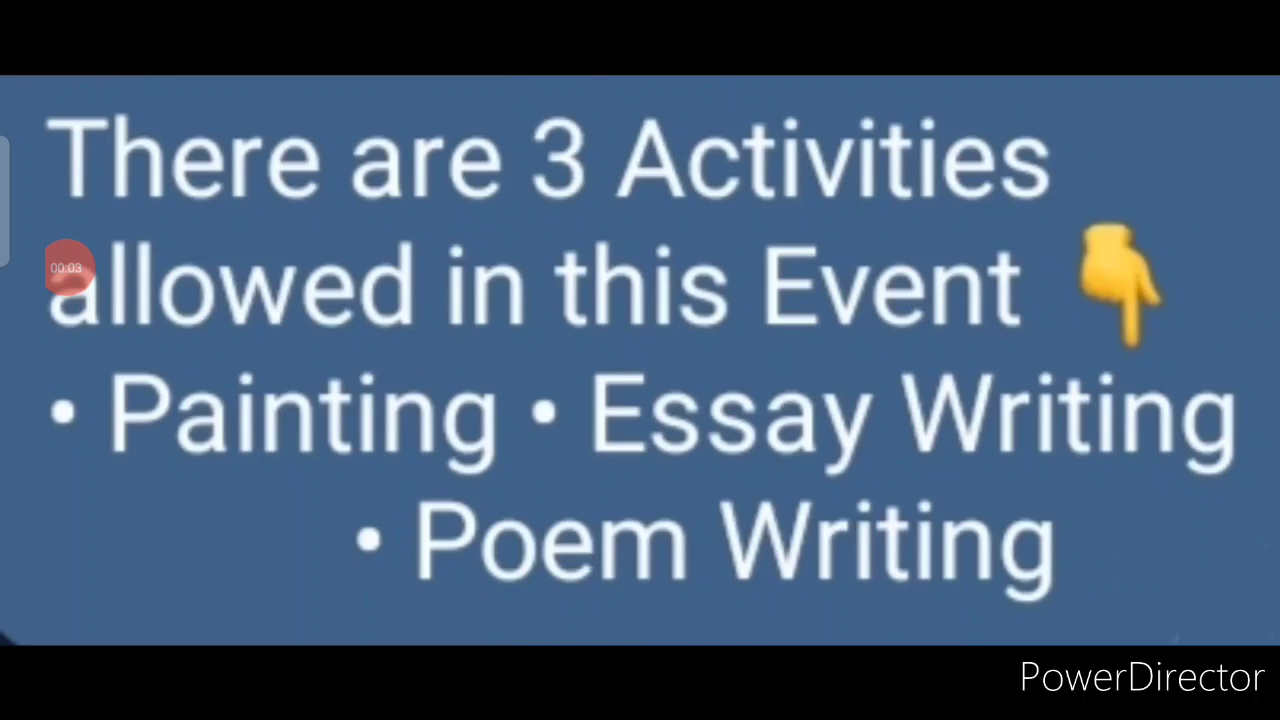 There are 3 Activities
allowed in this Event 👇
• Painting • Essay Writing
• Poem Writing
00:03
PowerDirector